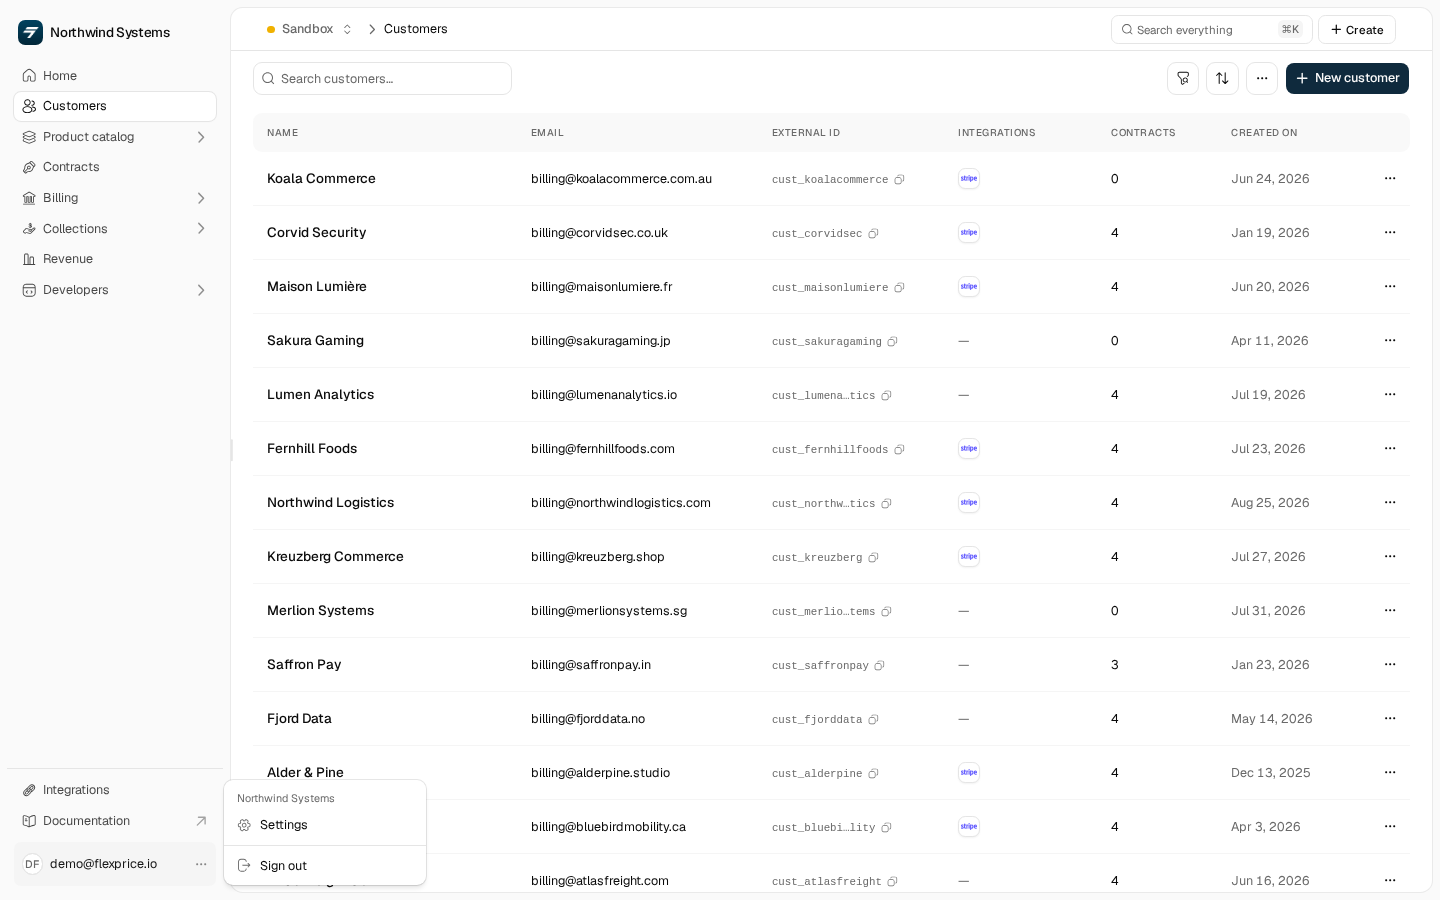 Northwind Systems
Home
Customers
Product catalog
Contracts
Billing
Collections
Revenue
Developers
Integrations
Documentation
DF demo@flexprice.io
Northwind Systems
Settings
Sign out
Sandbox Customers
Search everything ⌘K
+ Create
Search customers...
+ New customer
NAME EMAIL EXTERNAL ID INTEGRATIONS CONTRACTS CREATED ON
Koala Commerce billing@koalacommerce.com.au cust_koalacommerce stripe 0 Jun 24, 2026
Corvid Security billing@corvidsec.co.uk cust_corvidsec stripe 4 Jan 19, 2026
Maison Lumière billing@maisonlumiere.fr cust_maisonlumiere stripe 4 Jun 20, 2026
Sakura Gaming billing@sakuragaming.jp cust_sakuragaming — 0 Apr 11, 2026
Lumen Analytics billing@lumenanalytics.io cust_lumena…tics — 4 Jul 19, 2026
Fernhill Foods billing@fernhillfoods.com cust_fernhillfoods stripe 4 Jul 23, 2026
Northwind Logistics billing@northwindlogistics.com cust_northw…tics stripe 4 Aug 25, 2026
Kreuzberg Commerce billing@kreuzberg.shop cust_kreuzberg stripe 4 Jul 27, 2026
Merlion Systems billing@merlionsystems.sg cust_merlio…tems — 0 Jul 31, 2026
Saffron Pay billing@saffronpay.in cust_saffronpay — 3 Jan 23, 2026
Fjord Data billing@fjorddata.no cust_fjorddata — 4 May 14, 2026
Alder & Pine billing@alderpine.studio cust_alderpine stripe 4 Dec 13, 2025
billing@bluebirdmobility.ca cust_bluebi…lity stripe 4 Apr 3, 2026
billing@atlasfreight.com cust_atlasfreight — 4 Jun 16, 2026